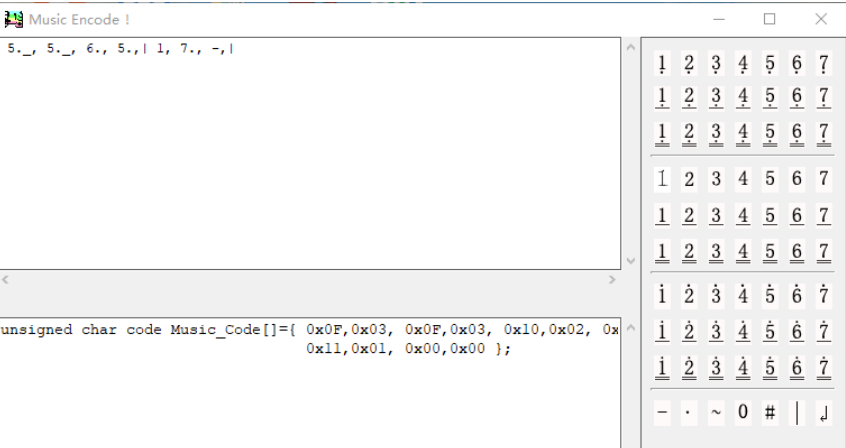 Music Encode !
5._, 5._, 6., 5.,| 1, 7., -,|
1 2 3 4 5 6 7
1 2 3 4 5 6 7
1 2 3 4 5 6 7
1 2 3 4 5 6 7
1 2 3 4 5 6 7
1 2 3 4 5 6 7
1 2 3 4 5 6 7
1 2 3 4 5 6 7
1 2 3 4 5 6 7
- · ~ 0 # | ↲
unsigned char code Music_Code[]={ 0x0F,0x03, 0x0F,0x03, 0x10,0x02, 0x
0x11,0x01, 0x00,0x00 };